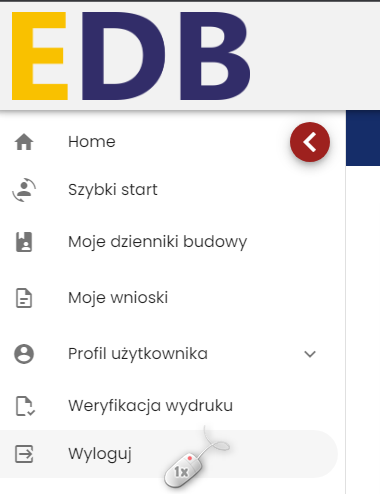 EDB
Home
Szybki start
Moje dzienniki budowy
Moje wnioski
Profil użytkownika
Weryfikacja wydruku
Wyloguj
1x